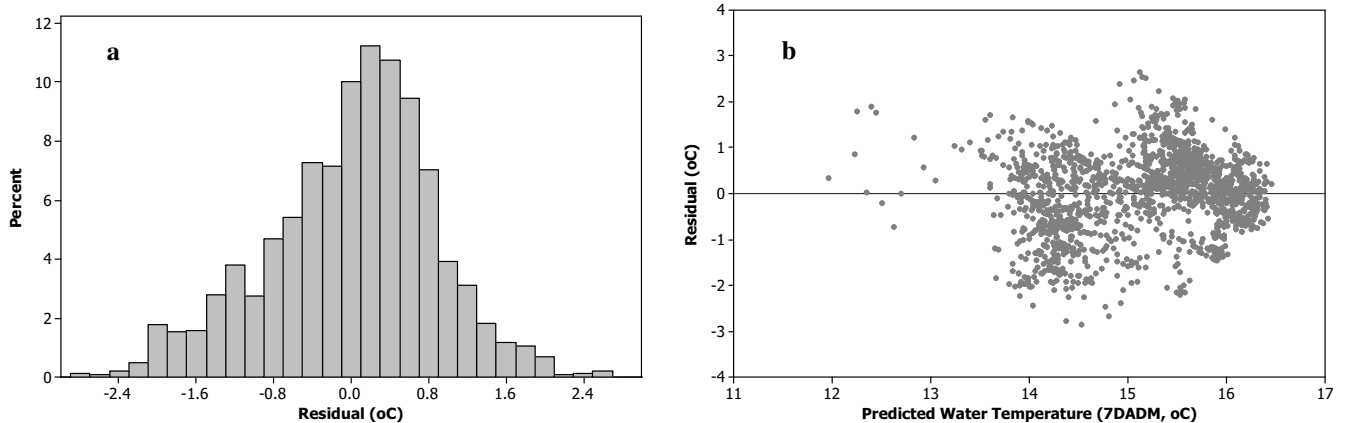 a
12
10
8
6
4
2
0
Percent
-2.4 -1.6 -0.8 0.0 0.8 1.6 2.4
Residual (oC)
b
4
3
2
1
0
-1
-2
-3
-4
Residual (oC)
11 12 13 14 15 16 17
Predicted Water Temperature (7DADM, oC)